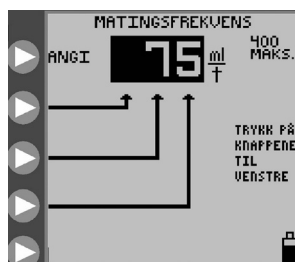 MATINGSFREKVENS
ANGI 75 ml/t 400 MAKS.
TRYKK PÅ
KNAPPENE
TIL
VENSTRE